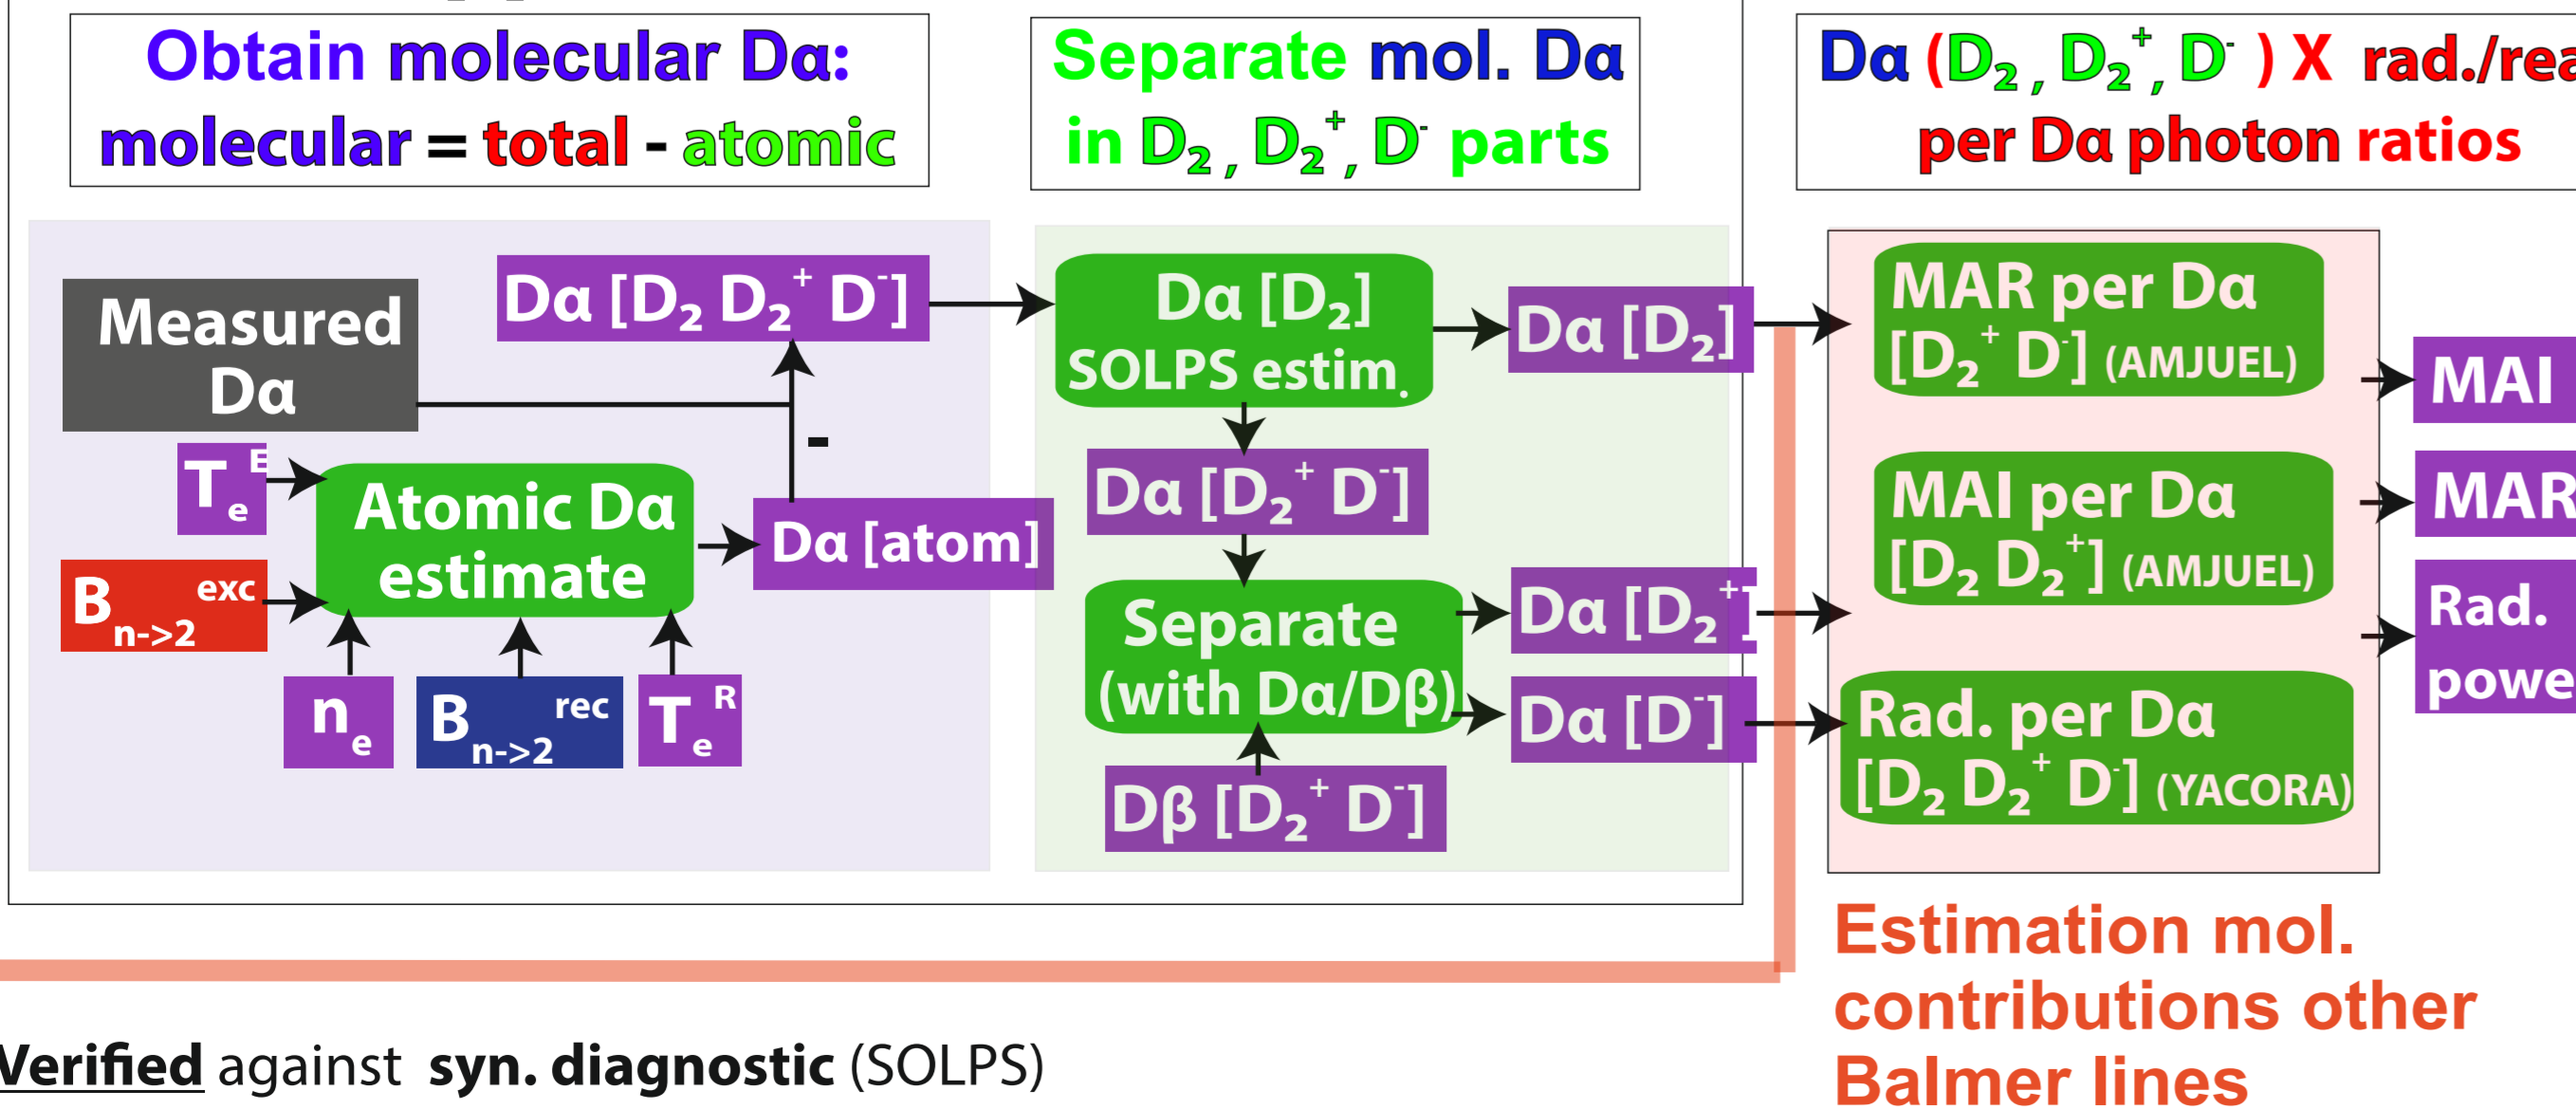 Obtain molecular Dα:
molecular = total - atomic
Separate mol. Dα
in D₂, D₂⁺, D⁻ parts
Dα (D₂, D₂⁺, D⁻) X rad./rea
per Dα photon ratios
Measured
Dα
Dα [D₂ D₂⁺ D⁻]
-
Tₑ E
Bn->2 exc
Atomic Dα
estimate
Dα [atom]
nₑ
Bn->2 rec
Tₑ R
Dα [D₂]
SOLPS estim.
Dα [D₂]
Dα [D₂⁺ D⁻]
Separate
(with Dα/Dβ)
Dα [D₂⁺]
Dα [D⁻]
Dβ [D₂⁺ D⁻]
MAR per Dα
[D₂⁺ D⁻] (AMJUEL)
MAI per Dα
[D₂ D₂⁺] (AMJUEL)
Rad. per Dα
[D₂ D₂⁺ D⁻] (YACORA)
MAI
MAR
Rad.
powe
Estimation mol.
contributions other
Balmer lines
Verified against syn. diagnostic (SOLPS)